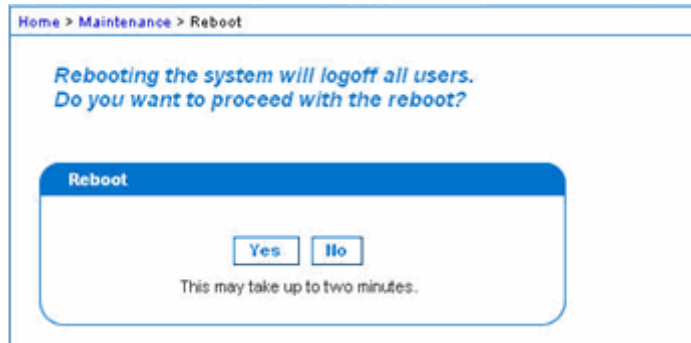 Home > Maintenance > Reboot
Rebooting the system will logoff all users.
Do you want to proceed with the reboot?
Reboot
Yes No
This may take up to two minutes.